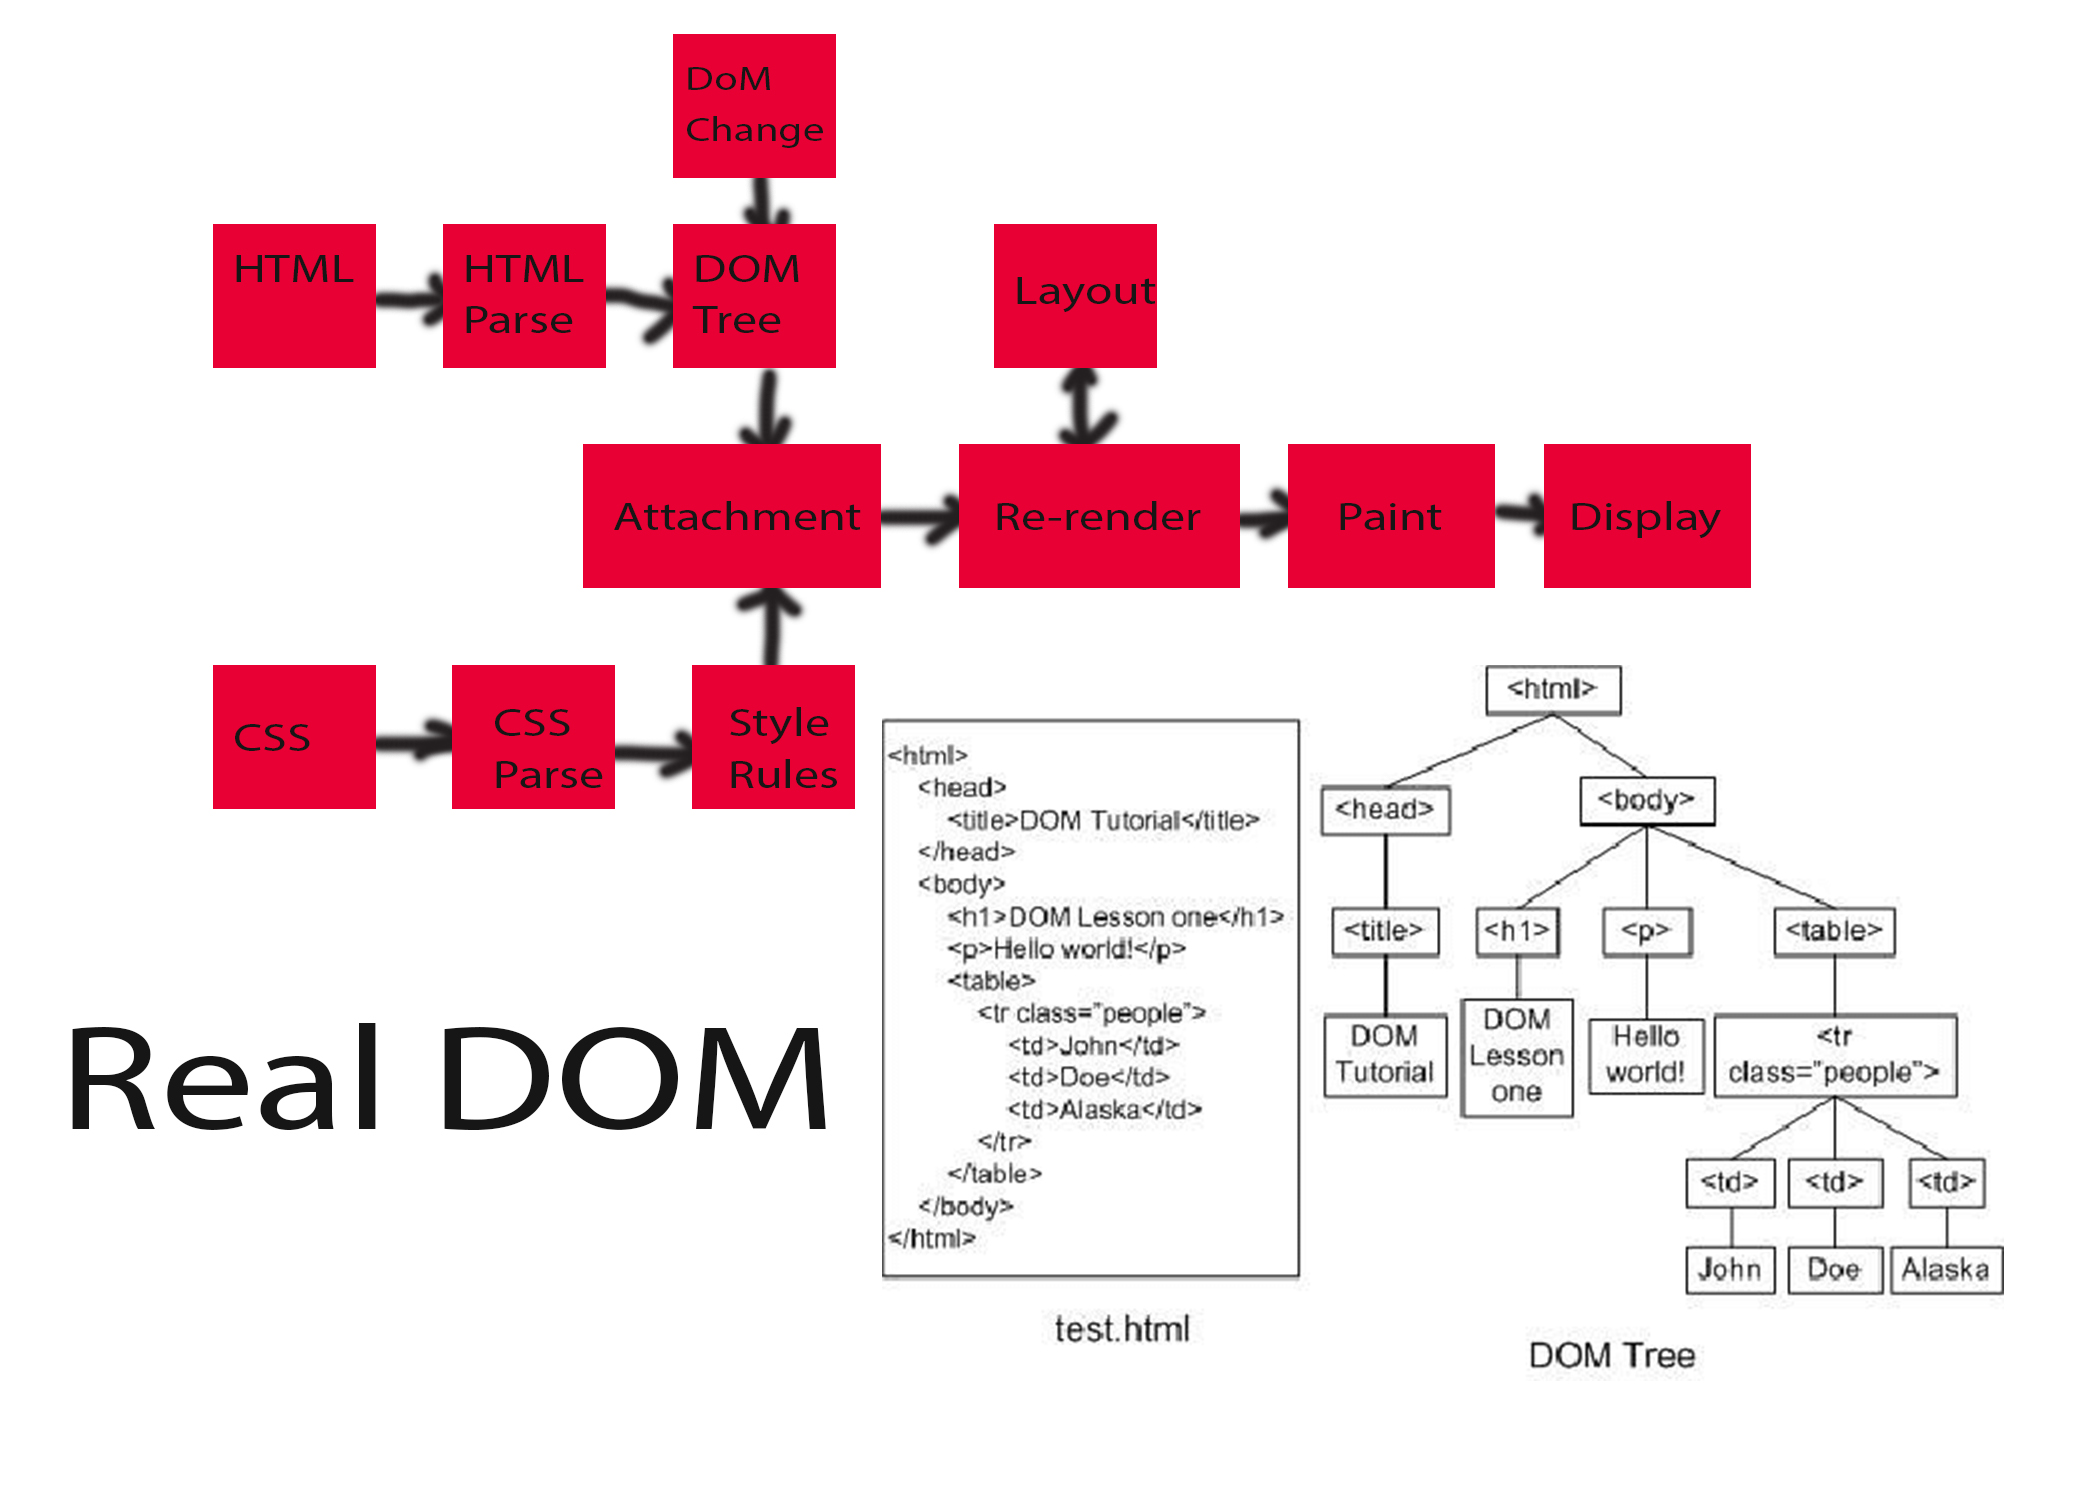 DoM
Change
HTML
HTML
Parse
DOM
Tree
Layout
Attachment
Re-render
Paint
Display
CSS
CSS
Parse
Style
Rules
Real DOM
<html>
<head>
<title>DOM Tutorial</title>
</head>
<body>
<h1>DOM Lesson one</h1>
<p>Hello world!</p>
<table>
<tr class="people">
<td>John</td>
<td>Doe</td>
<td>Alaska</td>
</tr>
</table>
</body>
</html>
test.html
<html>
<head>
<body>
<title>
<h1>
<p>
<table>
DOM
Tutorial
DOM
Lesson
one
Hello
world!
<tr
class="people">
<td>
<td>
<td>
John
Doe
Alaska
DOM Tree